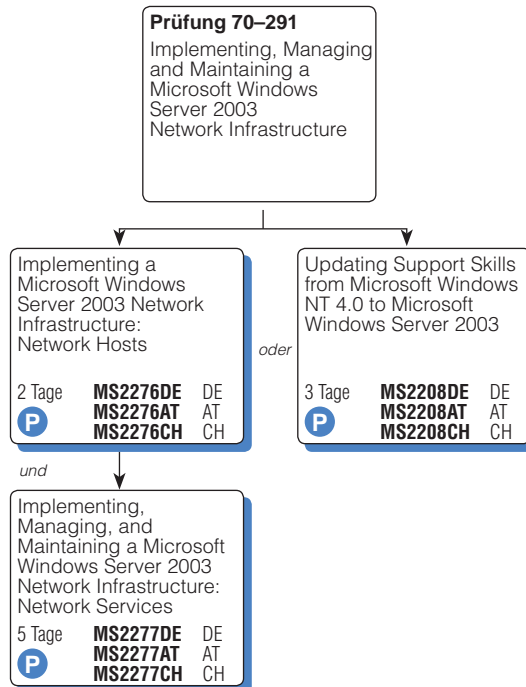 Prüfung 70–291
Implementing, Managing
and Maintaining a
Microsoft Windows
Server 2003
Network Infrastructure
Implementing a
Microsoft Windows
Server 2003 Network
Infrastructure:
Network Hosts
2 Tage MS2276DE DE
MS2276AT AT
P MS2276CH CH
oder
Updating Support Skills
from Microsoft Windows
NT 4.0 to Microsoft
Windows Server 2003
3 Tage MS2208DE DE
MS2208AT AT
P MS2208CH CH
und
Implementing,
Managing, and
Maintaining a Microsoft
Windows Server 2003
Network Infrastructure:
Network Services
5 Tage MS2277DE DE
MS2277AT AT
P MS2277CH CH